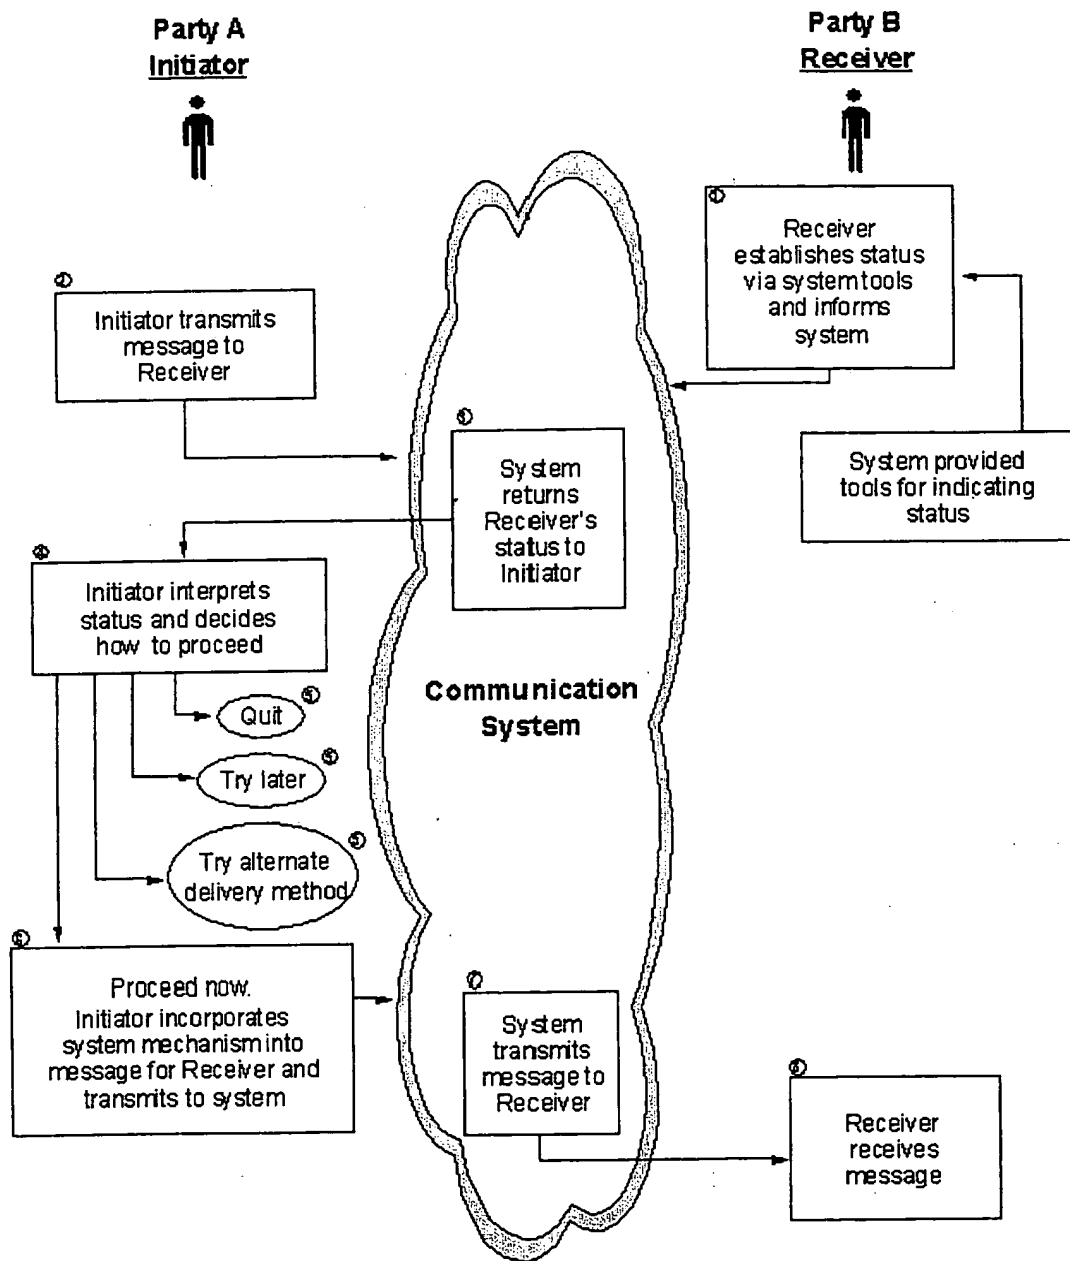 Party A
Initiator
Party B
Receiver
Receiver
establishes status
via system tools
and informs
system
Initiator transmits
message to
Receiver
System provided
tools for indicating
status
System
returns
Receiver's
status to
Initiator
Initiator interprets
status and decides
how to proceed
Communication
System
Quit
Try later
Try alternate
delivery method
Proceed now.
Initiator incorporates
system mechanism into
message for Receiver and
transmits to system
System
transmits
message to
Receiver
Receiver
receives
message